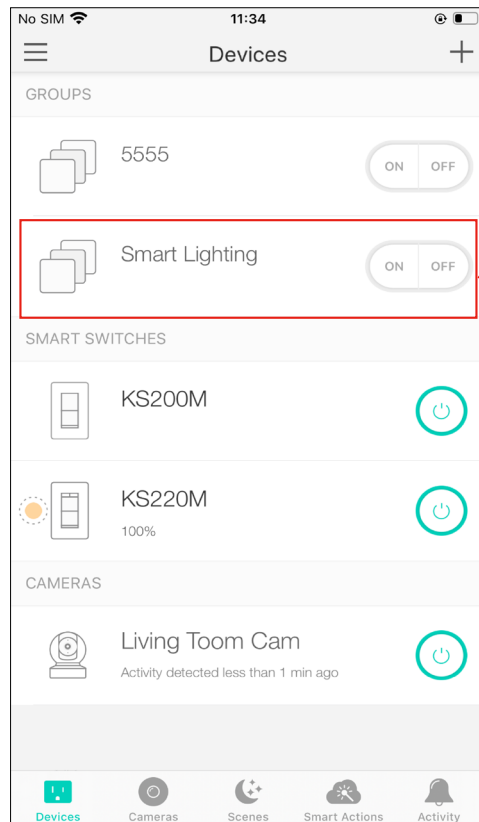 No SIM 11:34
Devices
GROUPS
5555
ON OFF
Smart Lighting
ON OFF
SMART SWITCHES
KS200M
KS220M
100%
CAMERAS
Living Toom Cam
Activity detected less than 1 min ago
Devices Cameras Scenes Smart Actions Activity